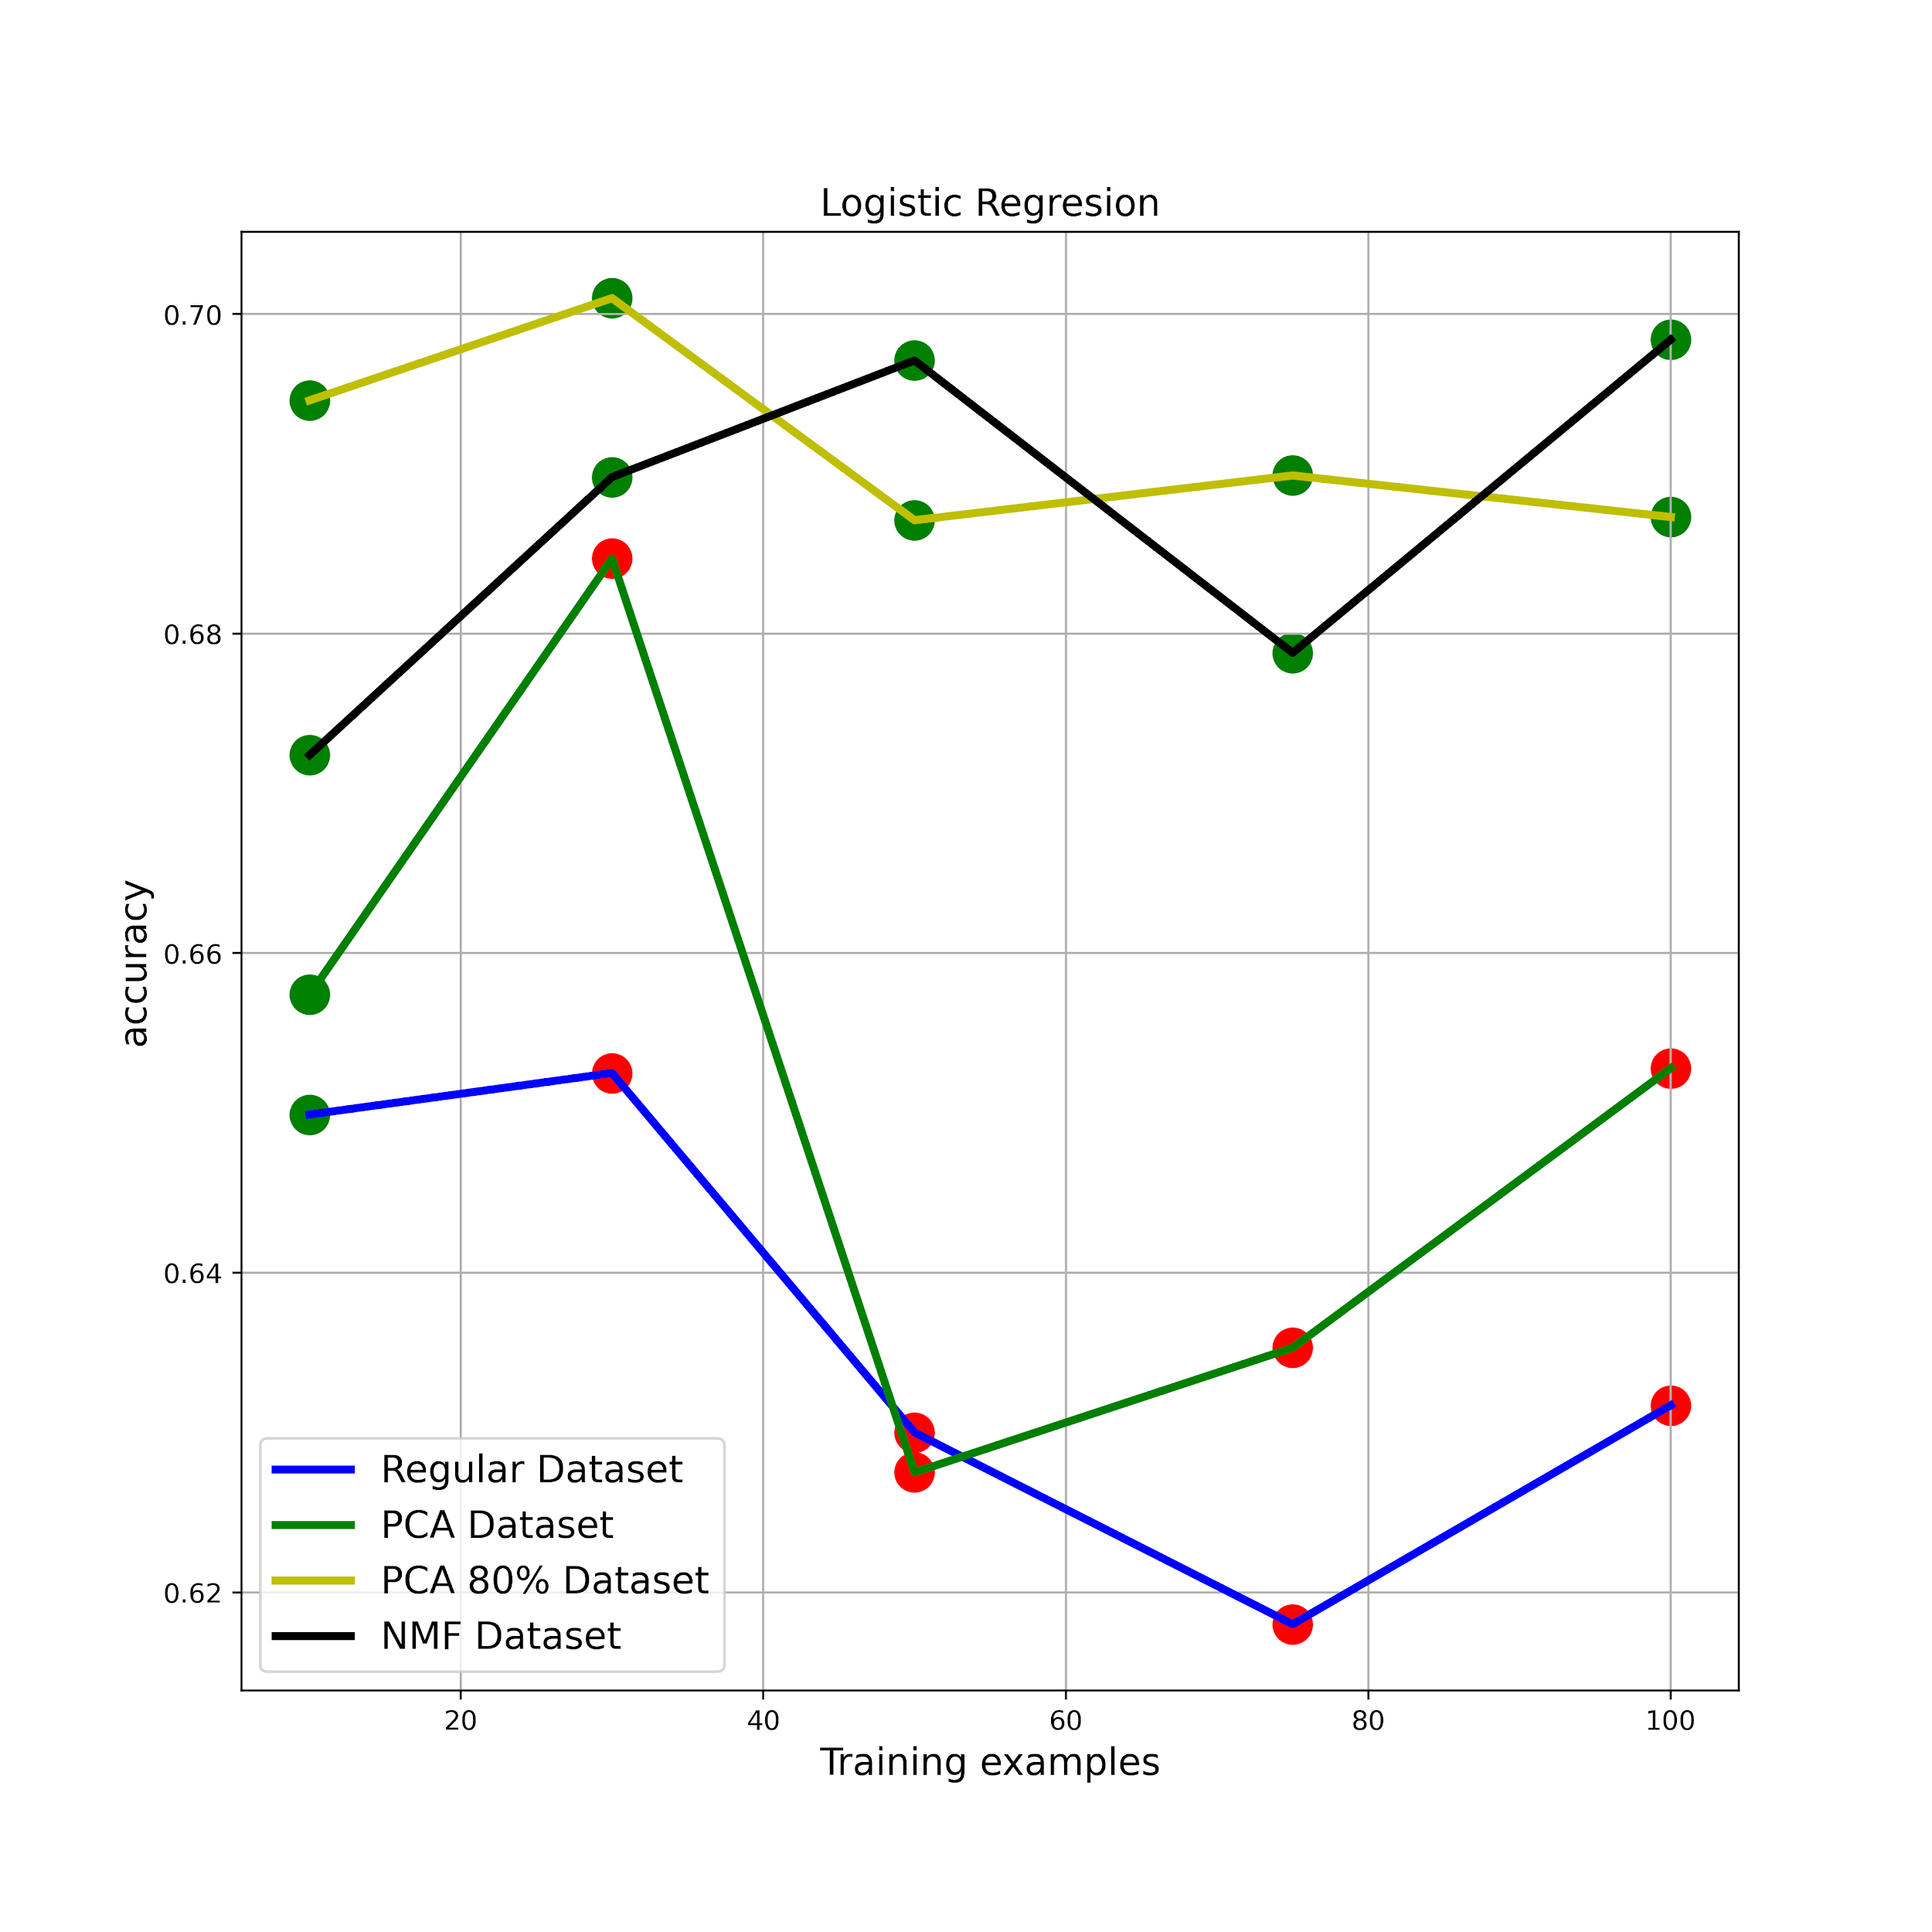 Logistic Regresion
0.70
0.68
0.66
0.64
0.62
accuracy
Regular Dataset
PCA Dataset
PCA 80% Dataset
NMF Dataset
20 40 60 80 100
Training examples